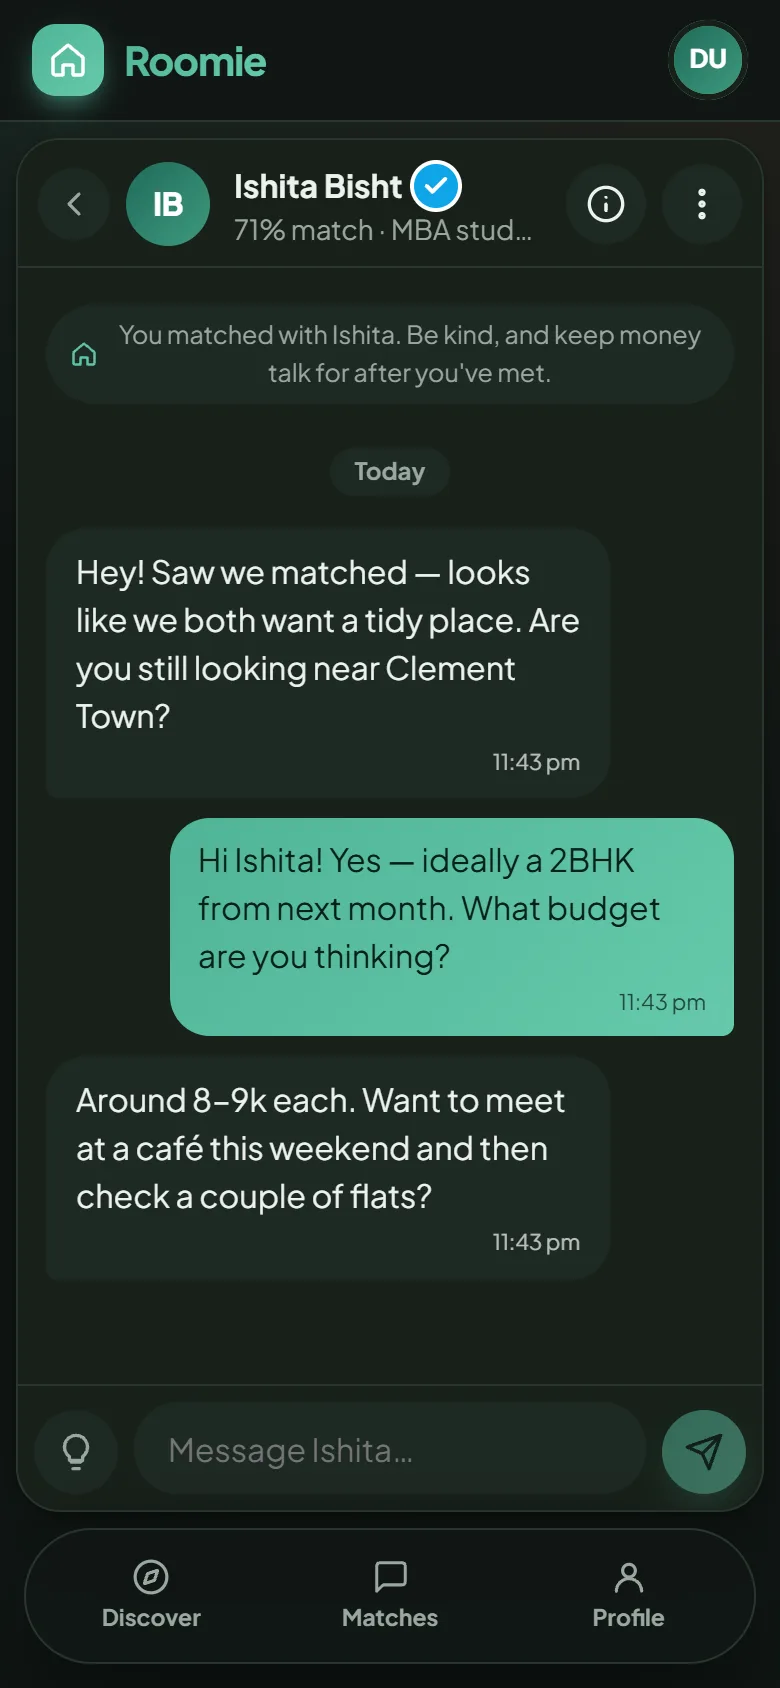 Roomie
DU
IB
Ishita Bisht
71% match · MBA stud...
You matched with Ishita. Be kind, and keep money
talk for after you've met.
Today
Hey! Saw we matched — looks
like we both want a tidy place. Are
you still looking near Clement
Town?
11:43 pm
Hi Ishita! Yes — ideally a 2BHK
from next month. What budget
are you thinking?
11:43 pm
Around 8–9k each. Want to meet
at a café this weekend and then
check a couple of flats?
11:43 pm
Message Ishita...
Discover
Matches
Profile